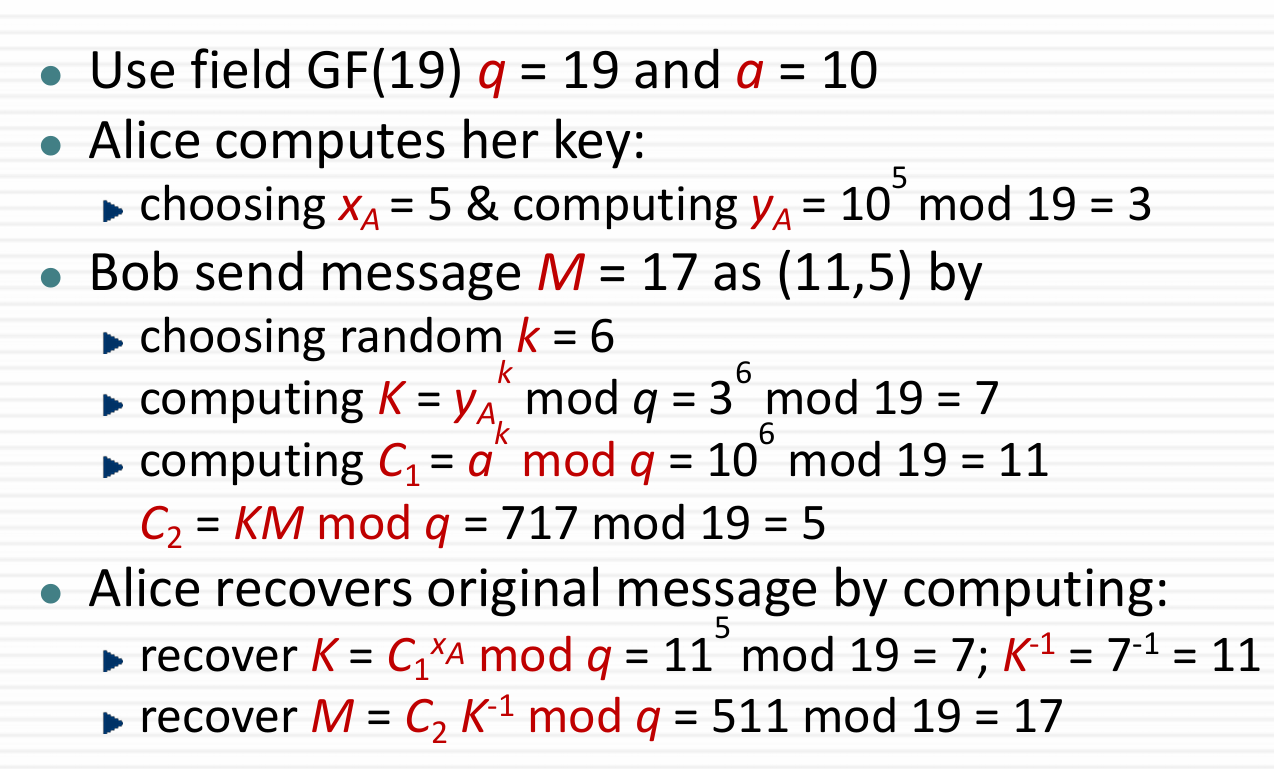 Use field GF(19) q = 19 and a = 10
Alice computes her key:
choosing x_A = 5 & computing y_A = 10^5 mod 19 = 3
Bob send message M = 17 as (11,5) by
choosing random k = 6
computing K = y_A^k mod q = 3^6 mod 19 = 7
computing C_1 = a^k mod q = 10^6 mod 19 = 11
C_2 = KM mod q = 717 mod 19 = 5
Alice recovers original message by computing:
recover K = C_1^x_A mod q = 11^5 mod 19 = 7; K^-1 = 7^-1 = 11
recover M = C_2 K^-1 mod q = 511 mod 19 = 17